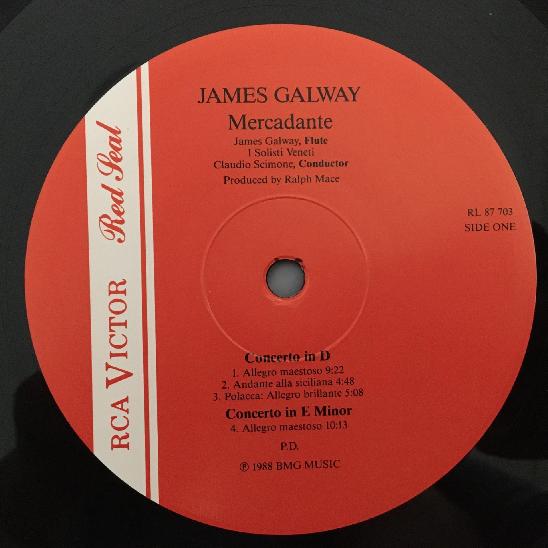 JAMES GALWAY
Mercadante
James Galway, Flute
I Solisti Veneti
Claudio Scimone, Conductor
Produced by Ralph Mace
RL 87 703
SIDE ONE
RCA VICTOR Red Seal
Concerto in D
1. Allegro maestoso 9:22
2. Andante alla siciliana 4:48
3. Polacca: Allegro brillante 5:08
Concerto in E Minor
4. Allegro maestoso 10:13
P.D.
℗ 1988 BMG MUSIC